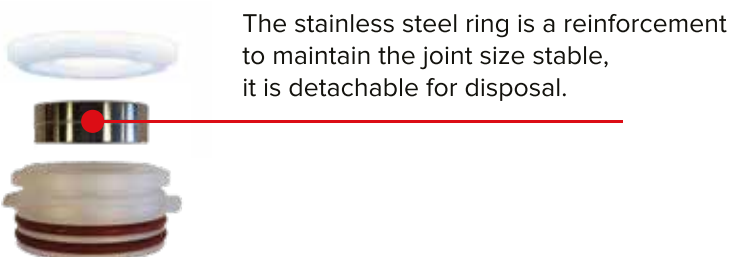 The stainless steel ring is a reinforcement
to maintain the joint size stable,
it is detachable for disposal.